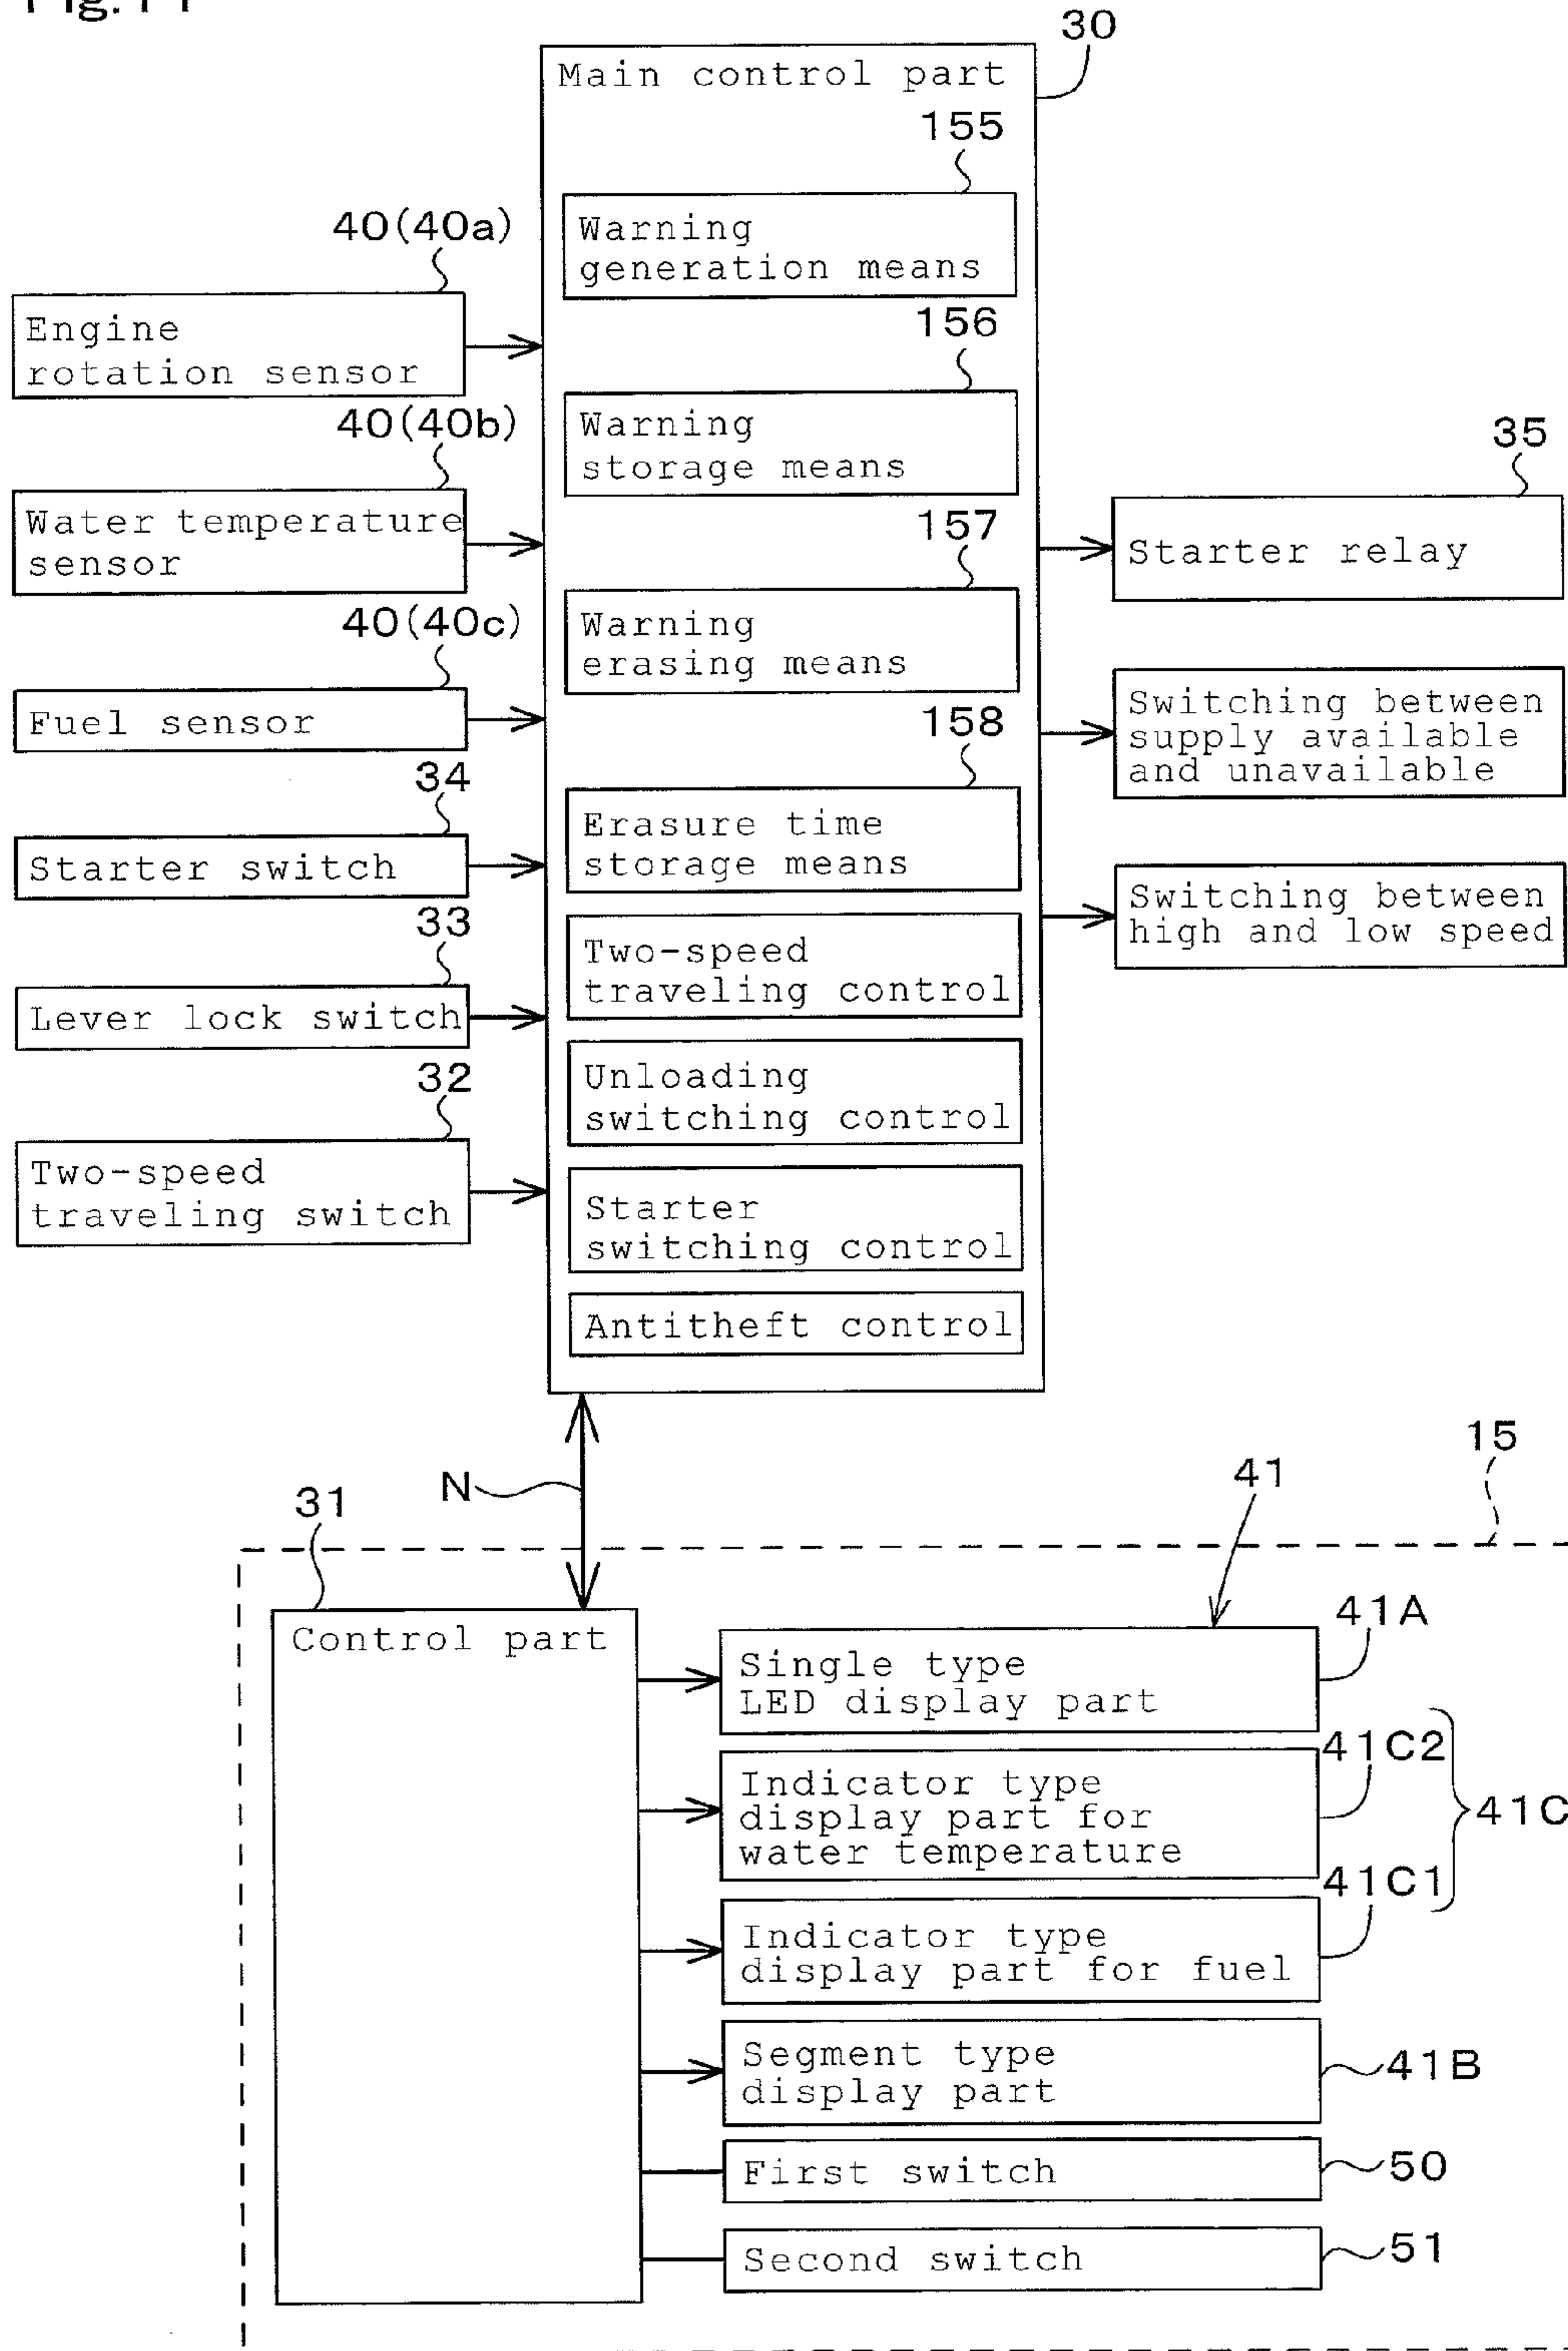 30
Main control part
155
Warning
generation means
156
Warning
storage means
157
Warning
erasing means
158
Erasure time
storage means
Two-speed
traveling control
Unloading
switching control
Starter
switching control
Antitheft control
40(40a)
Engine
rotation sensor
40(40b)
Water temperature
sensor
40(40c)
Fuel sensor
34
Starter switch
33
Lever lock switch
32
Two-speed
traveling switch
35
Starter relay
Switching between
supply available
and unavailable
Switching between
high and low speed
N
15
31
Control part
41
41A
Single type
LED display part
41C2
Indicator type
display part for
water temperature
41C
41C1
Indicator type
display part for fuel
Segment type
display part
41B
First switch
50
Second switch
51